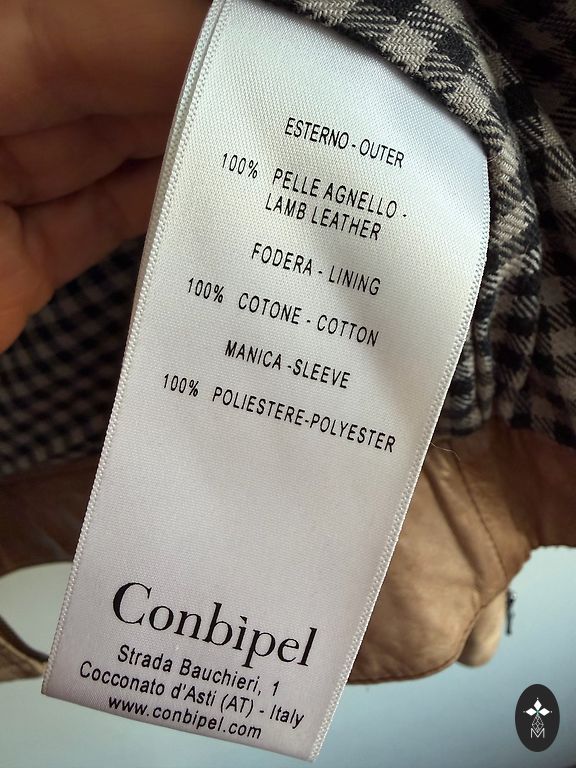 ESTERNO - OUTER
100% PELLE AGNELLO -
LAMB LEATHER
FODERA - LINING
100% COTONE - COTTON
MANICA -SLEEVE
100% POLIESTERE-POLYESTER
Conbìpel
Strada Bauchieri, 1
Cocconato d'Asti (AT) - Italy
www.conbipel.com
M